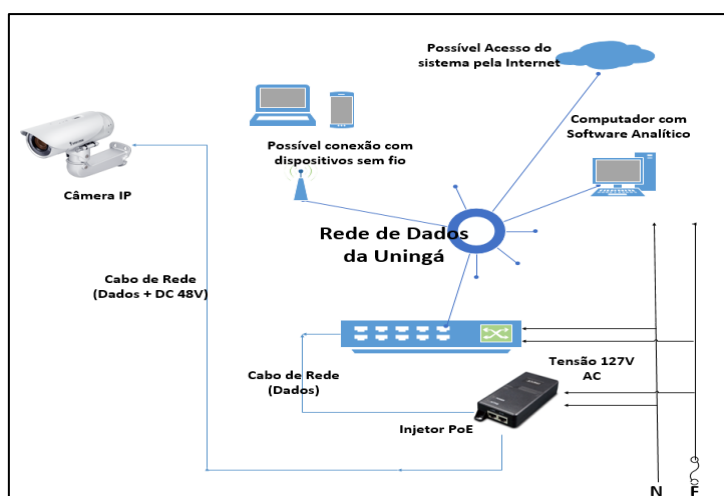 Possível Acesso do
sistema pela Internet
Computador com
Software Analítico
Possível conexão com
dispositivos sem fio
Câmera IP
Rede de Dados
da Uningá
Cabo de Rede
(Dados + DC 48V)
Cabo de Rede
(Dados)
Tensão 127V
AC
Injetor PoE
N
F